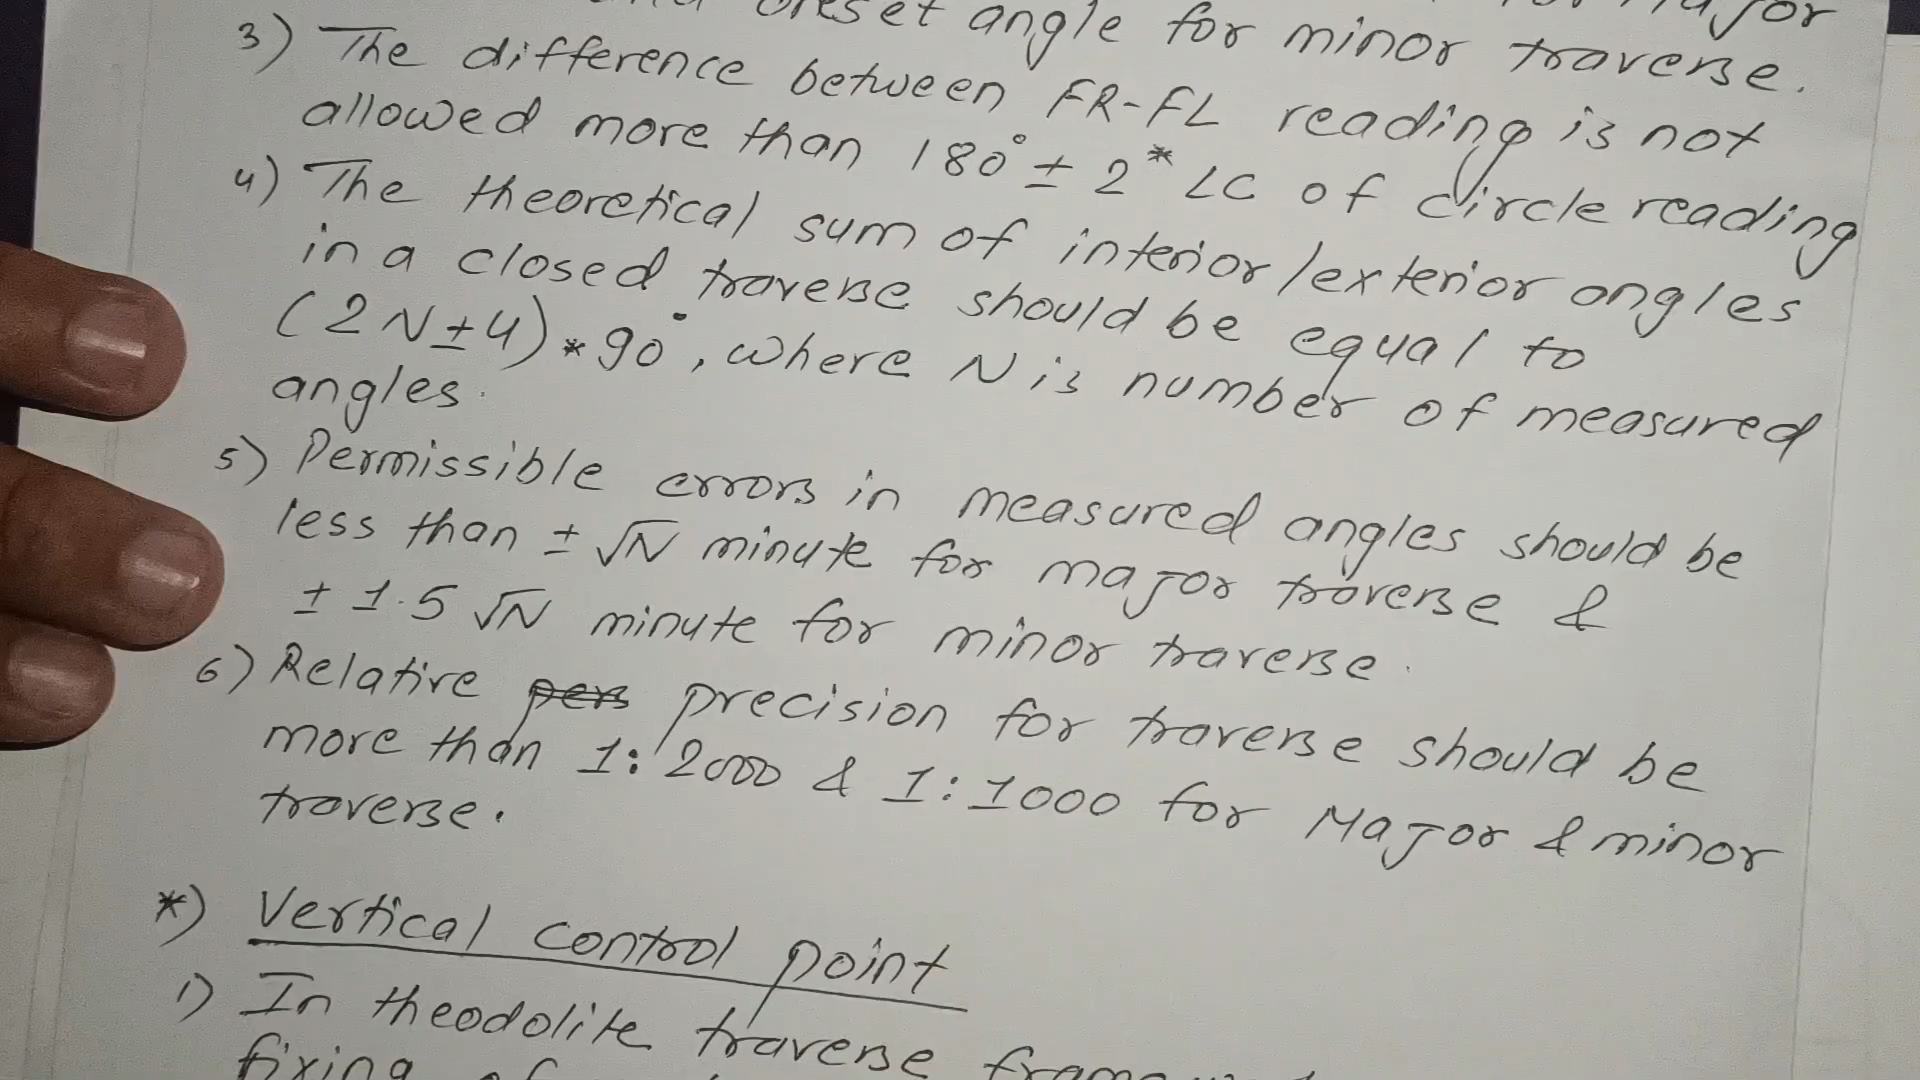 offset angle for minor traverse.
3) The difference between FR-FL reading is not
allowed more than 180° ± 2* LC of circle reading
4) The theoretical sum of interior/exterior angles
in a closed traverse should be equal to
(2N±4)*90°, where N is number of measured
angles.
5) Permissible errors in measured angles should be
less than ± √N minute for major traverse &
± 1.5 √N minute for minor traverse.
6) Relative pers precision for traverse should be
more than 1:2000 & 1:1000 for Major & minor
traverse.
*) Vertical control point
1) In theodolite traverse
fixing of